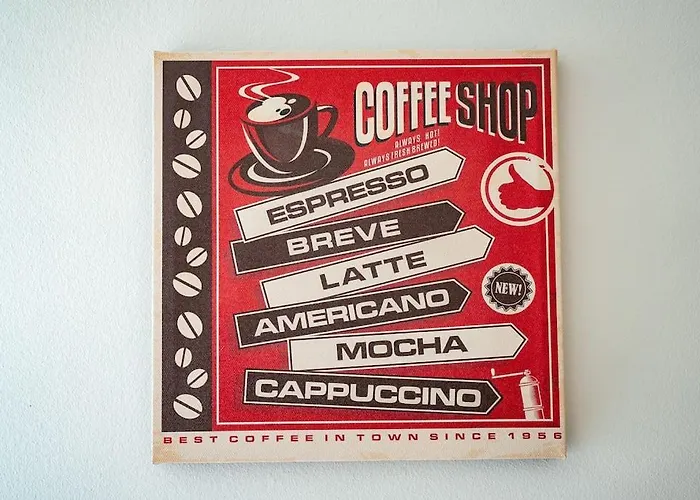 COFFEE SHOP
ALWAYS HOT!
ALWAYS FRESH BREWED!
ESPRESSO
BREVE
LATTE
AMERICANO
NEW!
MOCHA
CAPPUCCINO
BEST COFFEE IN TOWN SINCE 1956